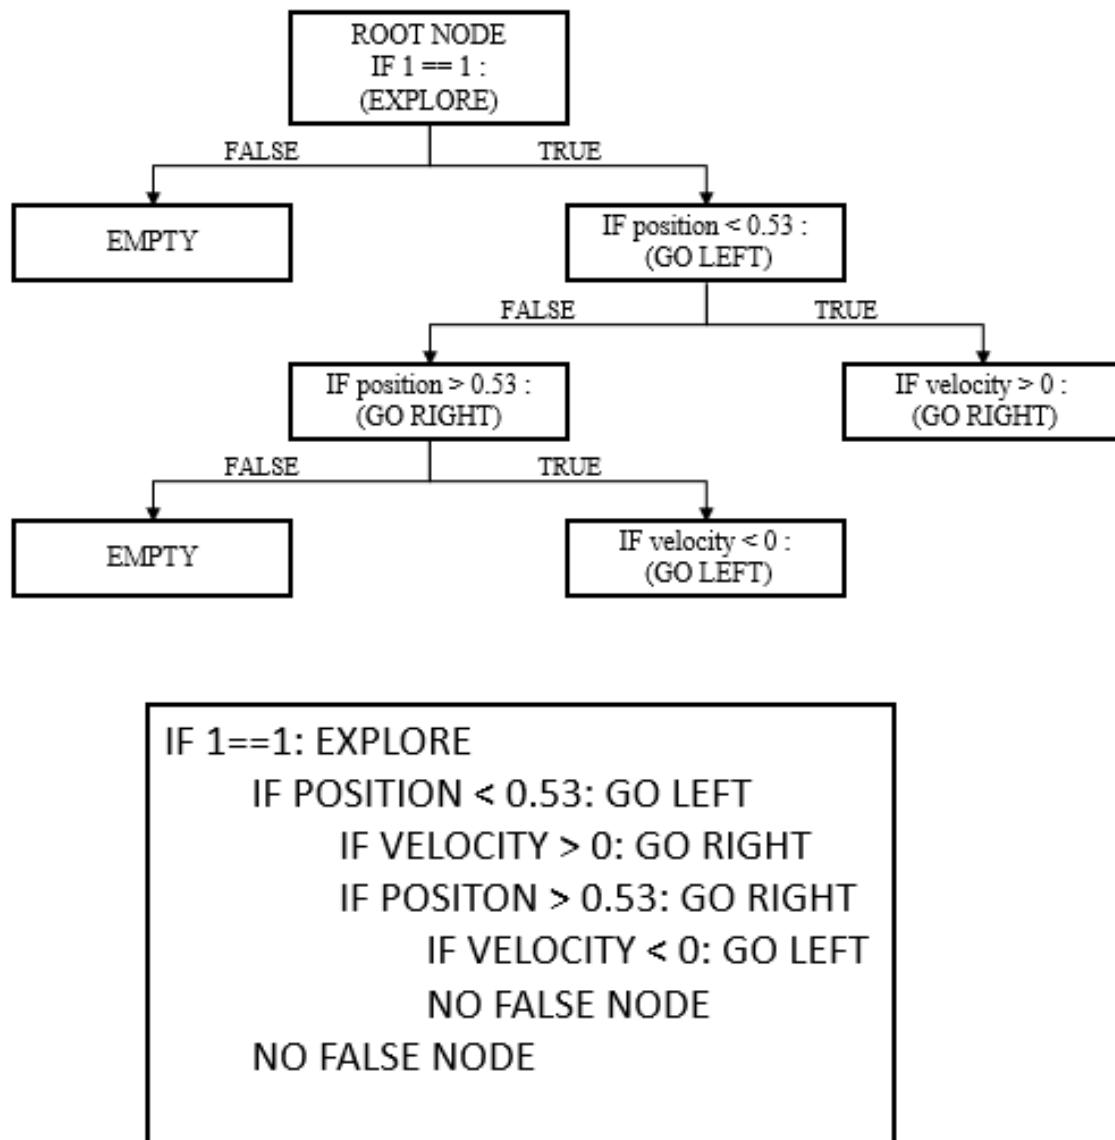 ROOT NODE
IF 1 == 1 :
(EXPLORE)
FALSE
TRUE
EMPTY
IF position < 0.53 :
(GO LEFT)
FALSE
TRUE
IF position > 0.53 :
(GO RIGHT)
IF velocity > 0 :
(GO RIGHT)
FALSE
TRUE
EMPTY
IF velocity < 0 :
(GO LEFT)
IF 1==1: EXPLORE
IF POSITION < 0.53: GO LEFT
IF VELOCITY > 0: GO RIGHT
IF POSITON > 0.53: GO RIGHT
IF VELOCITY < 0: GO LEFT
NO FALSE NODE
NO FALSE NODE